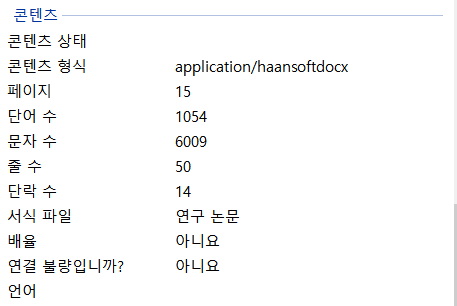 콘텐츠
콘텐츠 상태
콘텐츠 형식 application/haansoftdocx
페이지 15
단어 수 1054
문자 수 6009
줄 수 50
단락 수 14
서식 파일 연구 논문
배율 아니요
연결 불량입니까? 아니요
언어